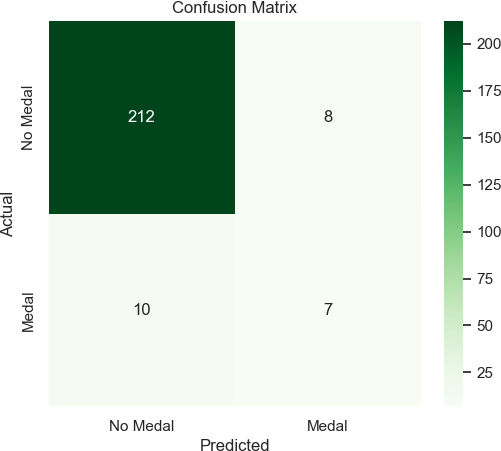 Confusion Matrix
Actual
No Medal
212
8
Medal
10
7
No Medal
Medal
Predicted
200
175
150
125
100
75
50
25